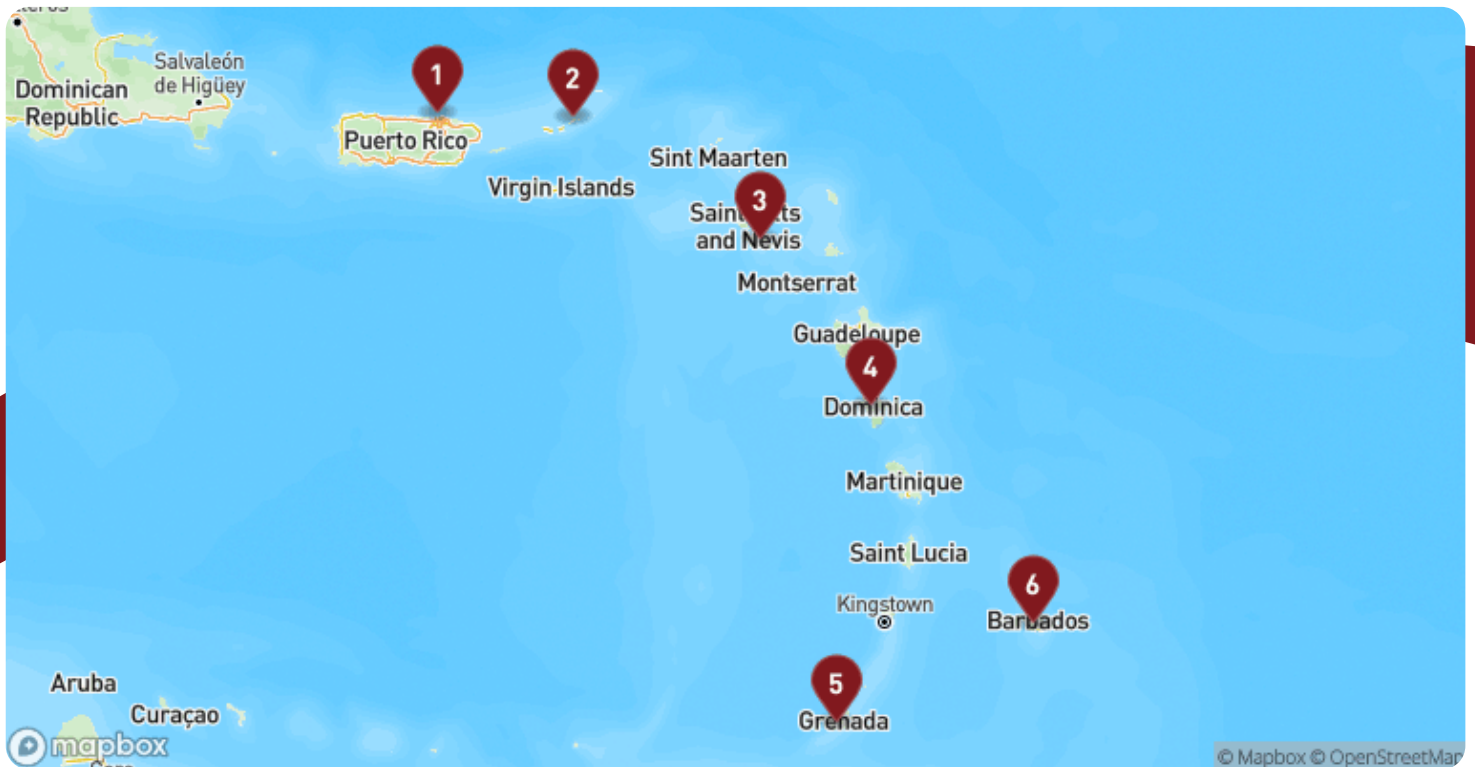 Salvaleón
de Higüey
Dominican
Republic
1
2
Puerto Rico
Virgin Islands
Sint Maarten
3
and Nevis
Montserrat
Guadeloupe
4
Dominica
Martinique
Saint Lucia
Kingstown
6
Barbados
5
Grenada
Aruba
Curaçao
mapbox
© Mapbox © OpenStreetMap